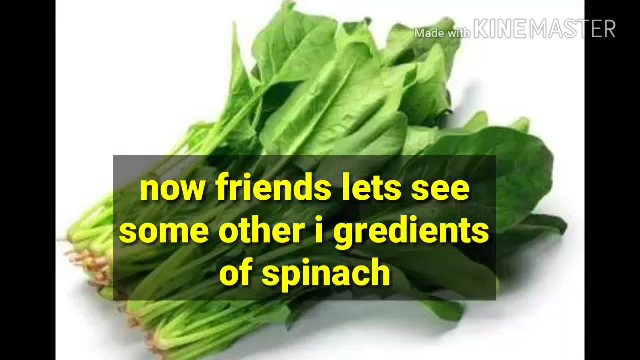 Made with KINEMASTER
now friends lets see
some other i gredients
of spinach